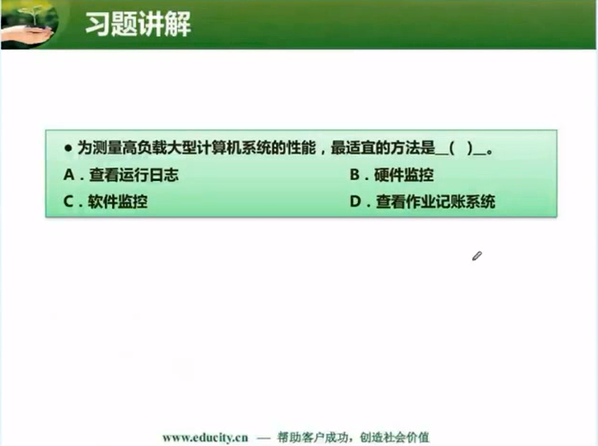 习题讲解
● 为测量高负载大型计算机系统的性能，最适宜的方法是__( )__。
A．查看运行日志 B．硬件监控
C．软件监控 D．查看作业记账系统
www.educity.cn — 帮助客户成功，创造社会价值